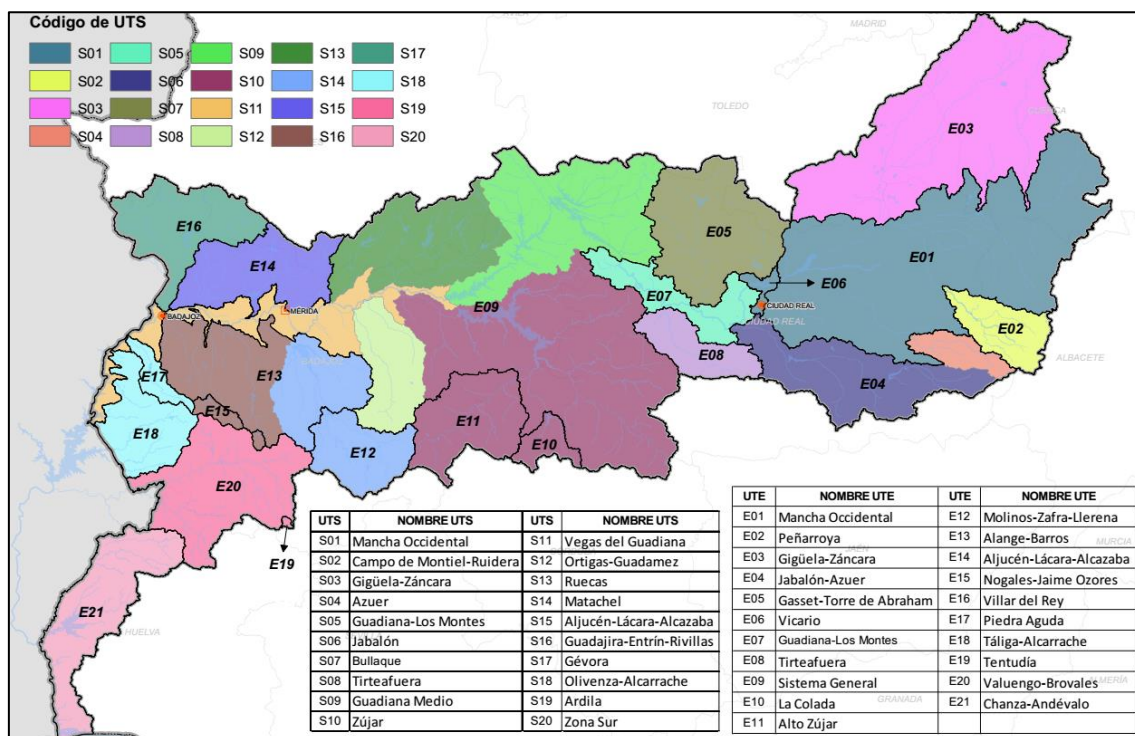 Código de UTS
S01 S05 S09 S13 S17
S02 S06 S10 S14 S18
S03 S07 S11 S15 S19
S04 S08 S12 S16 S20
MADRID
TOLEDO
CUENCA
E03
E16
E14
E05
E01
E06
E07
E09
CIUDAD REAL
CIUDAD REAL
MÉRIDA
BADAJOZ
BADAJOZ
E02
E08
ALBACETE
E17
E13
E04
E15
E18
E11
E10
E12
E20
E19
E21
HUELVA
JAÉN
MURCIA
GRANADA
ALMERÍA
UTS NOMBRE UTS UTS NOMBRE UTS
S01 Mancha Occidental S11 Vegas del Guadiana
S02 Campo de Montiel-Ruidera S12 Ortigas-Guadamez
S03 Gigüela-Záncara S13 Ruecas
S04 Azuer S14 Matachel
S05 Guadiana-Los Montes S15 Aljucén-Lácara-Alcazaba
S06 Jabalón S16 Guadajira-Entrín-Rivillas
S07 Bullaque S17 Gévora
S08 Tirteafuera S18 Olivenza-Alcarrache
S09 Guadiana Medio S19 Ardila
S10 Zújar S20 Zona Sur
UTE NOMBRE UTE UTE NOMBRE UTE
E01 Mancha Occidental E12 Molinos-Zafra-Llerena
E02 Peñarroya E13 Alange-Barros
E03 Gigüela-Záncara E14 Aljucén-Lácara-Alcazaba
E04 Jabalón-Azuer E15 Nogales-Jaime Ozores
E05 Gasset-Torre de Abraham E16 Villar del Rey
E06 Vicario E17 Piedra Aguda
E07 Guadiana-Los Montes E18 Táliga-Alcarrache
E08 Tirteafuera E19 Tentudía
E09 Sistema General E20 Valuengo-Brovales
E10 La Colada E21 Chanza-Andévalo
E11 Alto Zújar